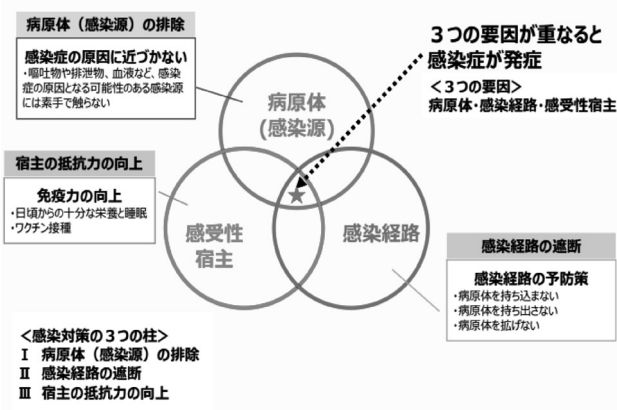 病原体（感染源）の排除
感染症の原因に近づかない
・嘔吐物や排泄物、血液など、感染
症の原因となる可能性のある感染源
には素手で触らない
３つの要因が重なると
感染症が発症
＜３つの要因＞
病原体・感染経路・感受性宿主
病原体
(感染源)
宿主の抵抗力の向上
免疫力の向上
・日頃からの十分な栄養と睡眠
・ワクチン接種
感受性
宿主
感染経路
感染経路の遮断
感染経路の予防策
・病原体を持ち込まない
・病原体を持ち出さない
・病原体を拡げない
＜感染対策の３つの柱＞
Ⅰ 病原体（感染源）の排除
Ⅱ 感染経路の遮断
Ⅲ 宿主の抵抗力の向上